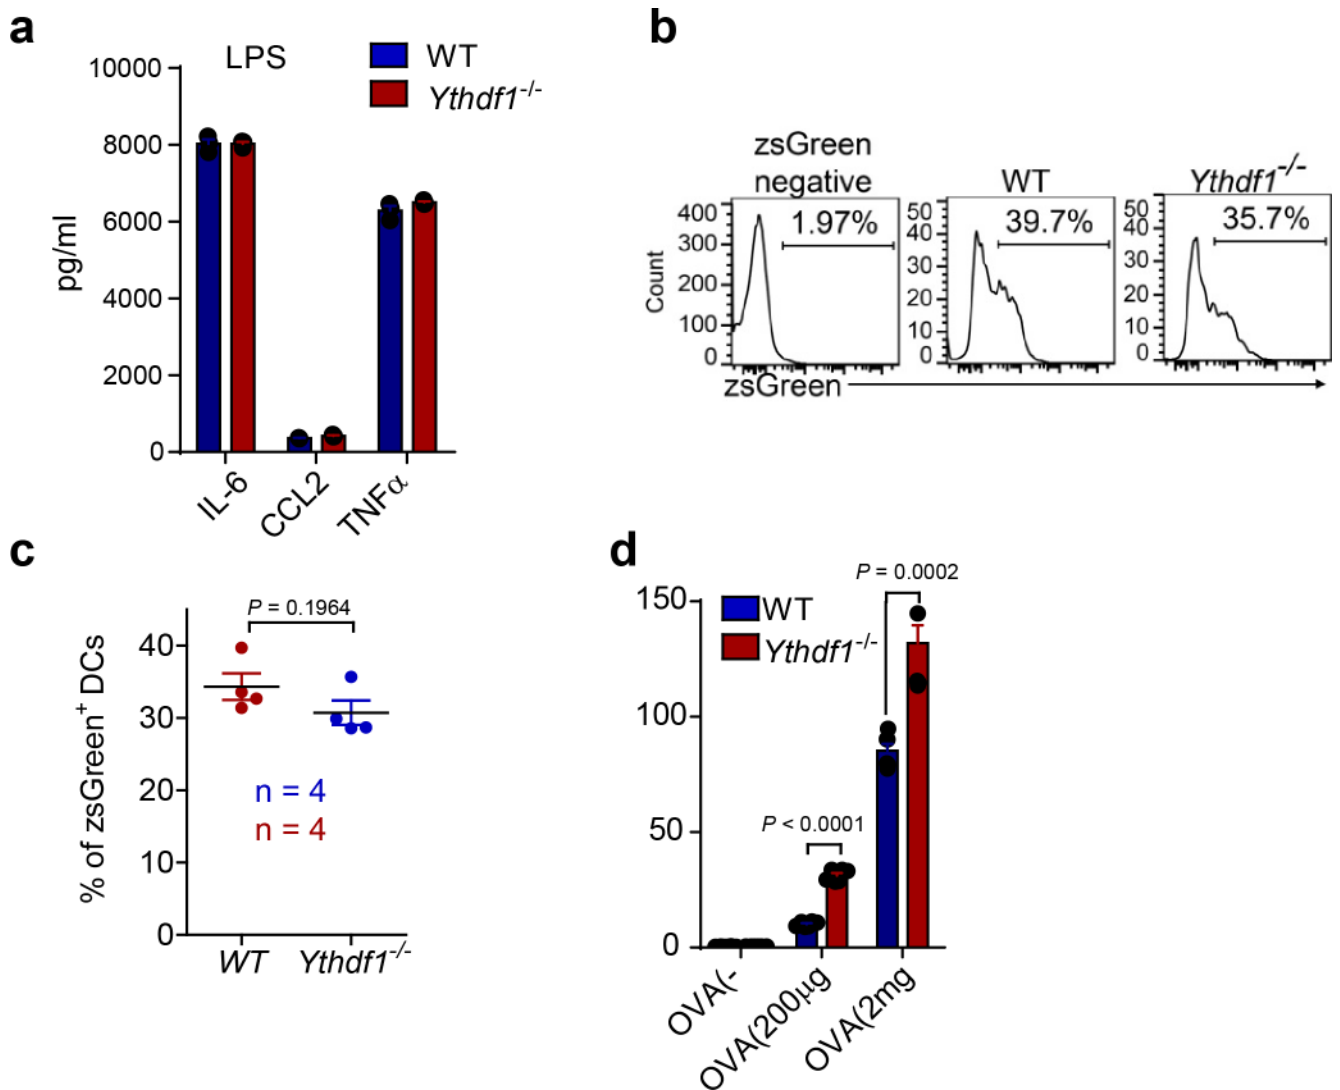 a
LPS
WT
Ythdf1-/-
10000
8000
6000
4000
2000
0
pg/ml
IL-6
CCL2
TNFα
b
zsGreen
negative
WT
Ythdf1-/-
1.97%
39.7%
35.7%
400
300
200
100
0
50
40
30
20
10
0
50
40
30
20
10
0
Count
zsGreen
c
P = 0.1964
40
30
20
10
0
% of zsGreen+ DCs
n = 4
n = 4
WT
Ythdf1-/-
d
P = 0.0002
WT
Ythdf1-/-
P < 0.0001
150
100
50
0
OVA(-
OVA(200µg
OVA(2mg